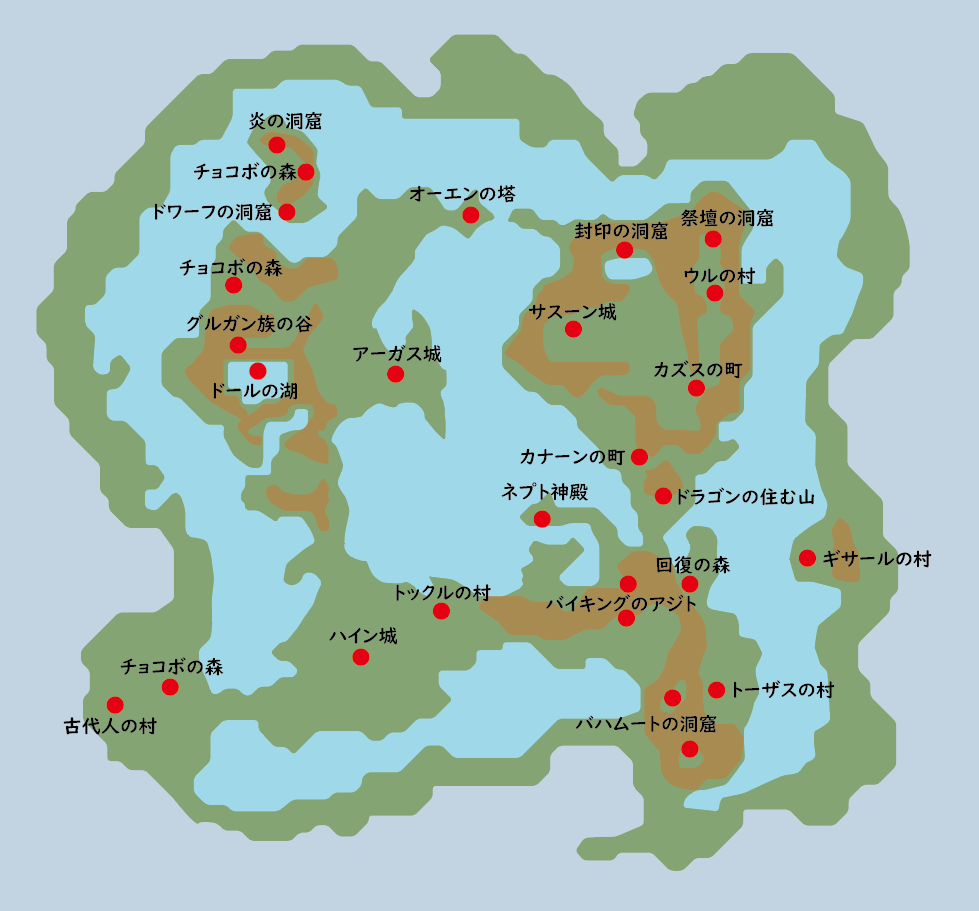 炎の洞窟
チョコボの森
オーエンの塔
ドワーフの洞窟
祭壇の洞窟
封印の洞窟
チョコボの森
ウルの村
サスーン城
グルガン族の谷
アーガス城
カズスの町
ドールの湖
カナーンの町
ネプト神殿
ドラゴンの住む山
ギサールの村
回復の森
トックルの村
バイキングのアジト
ハイン城
チョコボの森
トーザスの村
古代人の村
バハムートの洞窟